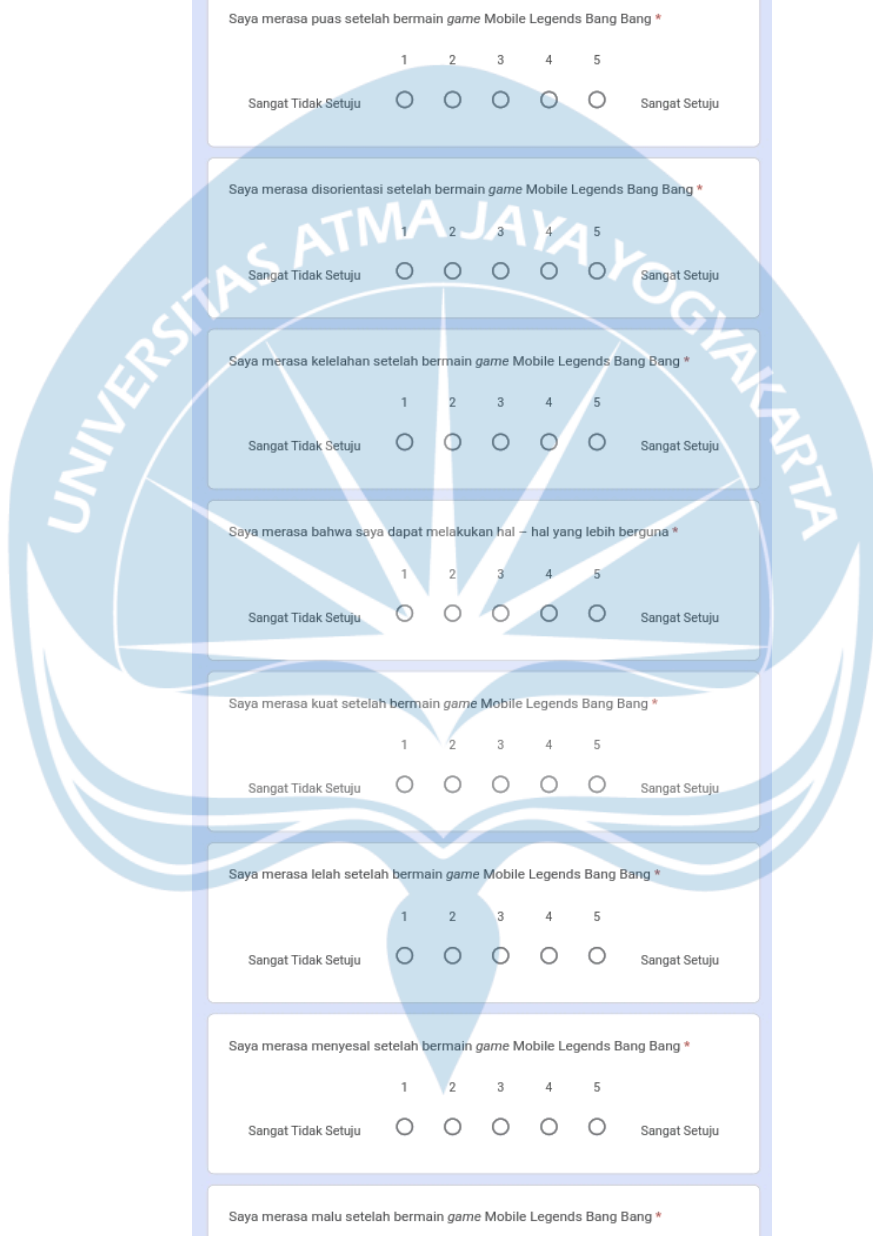 Saya merasa puas setelah bermain game Mobile Legends Bang Bang *
1 2 3 4 5
Sangat Tidak Setuju Sangat Setuju
Saya merasa disorientasi setelah bermain game Mobile Legends Bang Bang *
1 2 3 4 5
Sangat Tidak Setuju Sangat Setuju
UNIVERSITAS ATMA JAYA YOGYAKARTA
Saya merasa kelelahan setelah bermain game Mobile Legends Bang Bang *
1 2 3 4 5
Sangat Tidak Setuju Sangat Setuju
Saya merasa bahwa saya dapat melakukan hal – hal yang lebih berguna *
1 2 3 4 5
Sangat Tidak Setuju Sangat Setuju
Saya merasa kuat setelah bermain game Mobile Legends Bang Bang *
1 2 3 4 5
Sangat Tidak Setuju Sangat Setuju
Saya merasa lelah setelah bermain game Mobile Legends Bang Bang *
1 2 3 4 5
Sangat Tidak Setuju Sangat Setuju
Saya merasa menyesal setelah bermain game Mobile Legends Bang Bang *
1 2 3 4 5
Sangat Tidak Setuju Sangat Setuju
Saya merasa malu setelah bermain game Mobile Legends Bang Bang *